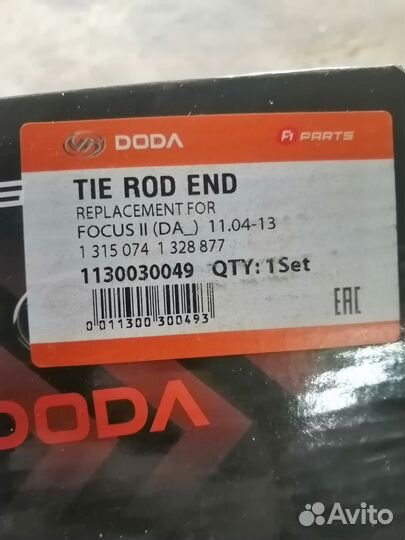 DODA
PARTS
TIE ROD END
REPLACEMENT FOR
FOCUS II (DA_) 11.04-13
1 315 074 1 328 877
1130030049 QTY: 1Set
0 011300 300493
EAC
DODA
Avito